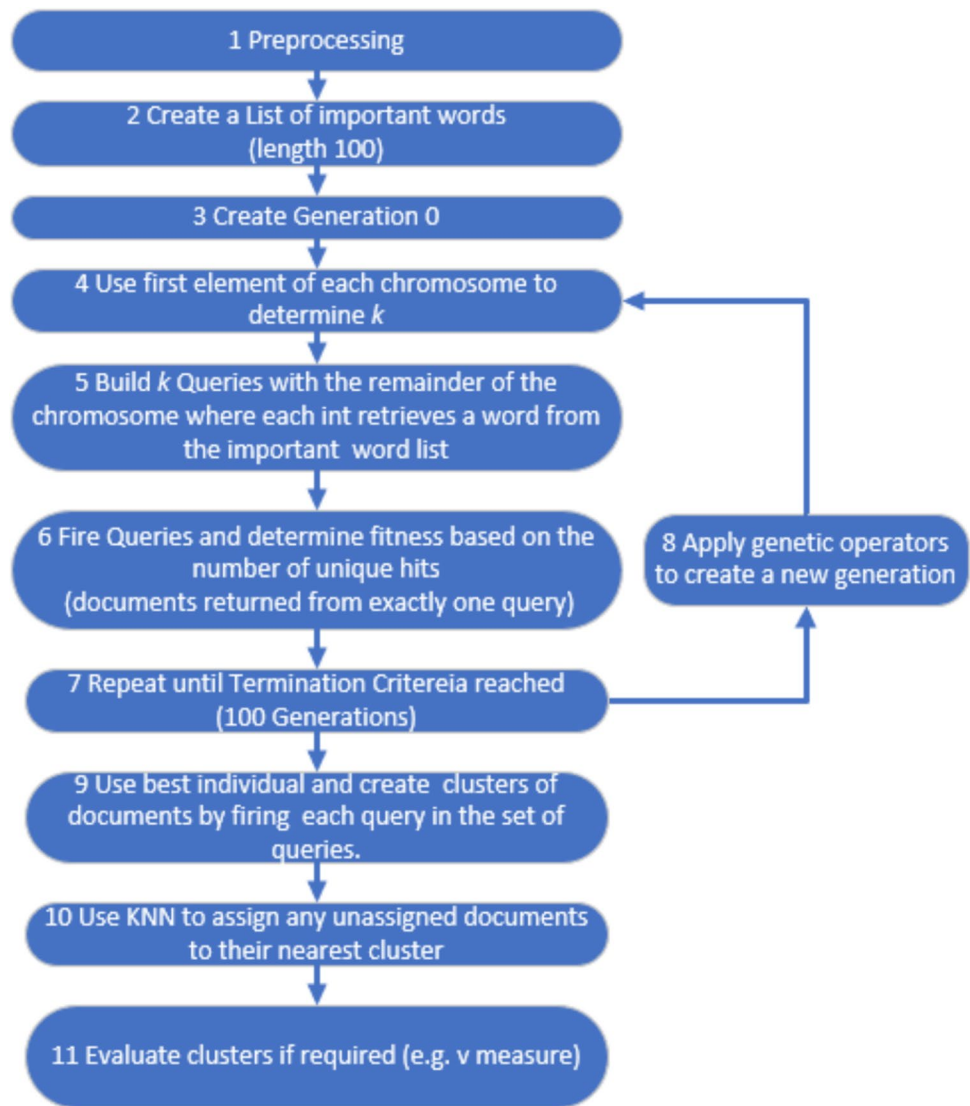 1 Preprocessing
2 Create a List of important words
(length 100)
3 Create Generation 0
4 Use first element of each chromosome to
determine k
5 Build k Queries with the remainder of the
chromosome where each int retrieves a word from
the important word list
6 Fire Queries and determine fitness based on the
number of unique hits
(documents returned from exactly one query)
7 Repeat until Termination Critereia reached
(100 Generations)
8 Apply genetic operators
to create a new generation
9 Use best individual and create clusters of
documents by firing each query in the set of
queries.
10 Use KNN to assign any unassigned documents
to their nearest cluster
11 Evaluate clusters if required (e.g. v measure)